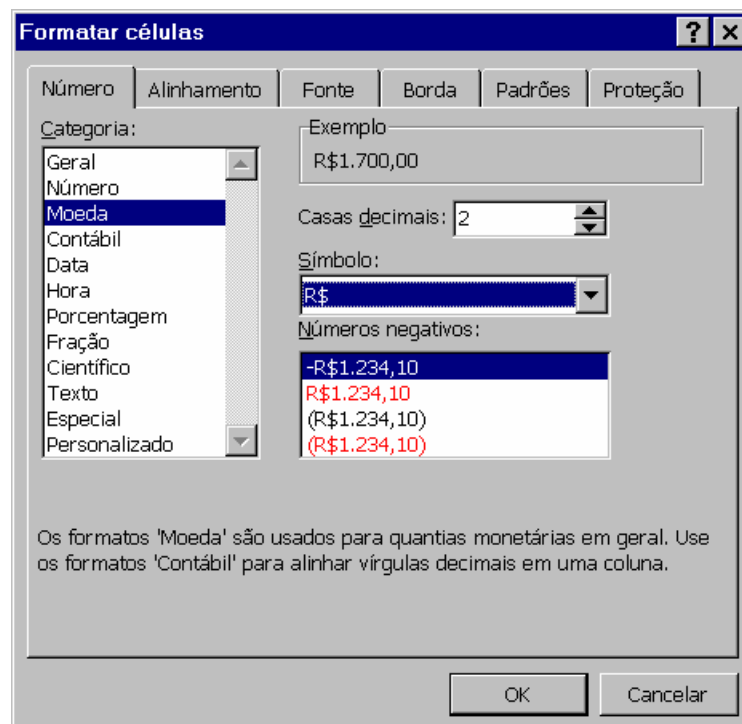 Formatar células
Número Alinhamento Fonte Borda Padrões Proteção
Categoria:
Geral
Número
Moeda
Contábil
Data
Hora
Porcentagem
Fração
Científico
Texto
Especial
Personalizado
Exemplo
R$1.700,00
Casas decimais: 2
Símbolo:
R$
Números negativos:
-R$1.234,10
R$1.234,10
(R$1.234,10)
(R$1.234,10)
Os formatos 'Moeda' são usados para quantias monetárias em geral. Use
os formatos 'Contábil' para alinhar vírgulas decimais em uma coluna.
OK Cancelar